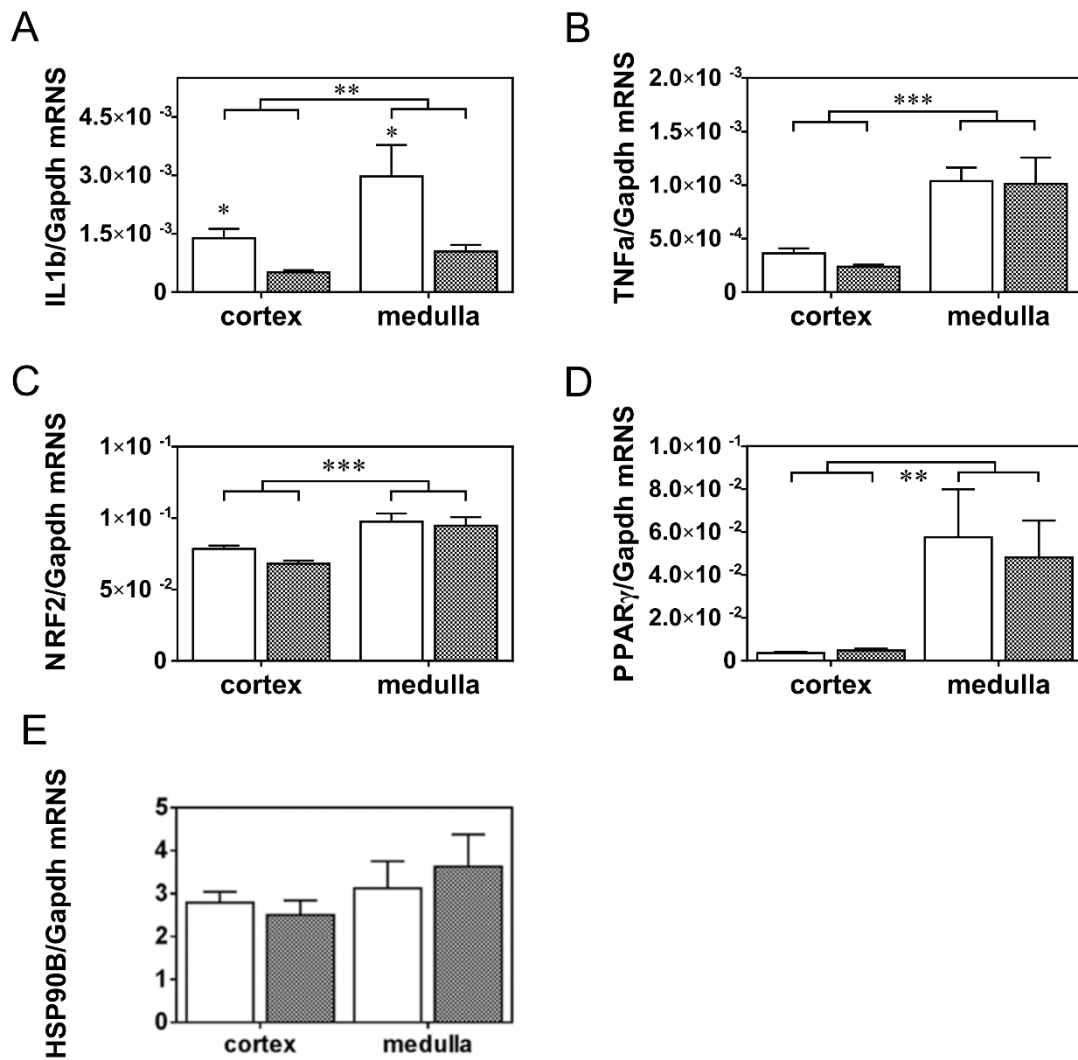 A
IL1b/Gapdh mRNS
4.5× 10 -3
3.0× 10 -3
1.5× 10 -3
0
**
*
*
cortex medulla
B
TNFa/Gapdh mRNS
2.0× 10 -3
1.5× 10 -3
1.0× 10 -3
5.0× 10 -4
0
***
cortex medulla
C
NRF2/Gapdh mRNS
1× 10 -1
1× 10 -1
5× 10 -2
0
***
cortex medulla
D
PPARγ/Gapdh mRNS
1.0× 10 -1
8.0× 10 -2
6.0× 10 -2
4.0× 10 -2
2.0× 10 -2
0
**
cortex medulla
E
HSP90B/Gapdh mRNS
5
4
3
2
1
0
cortex medulla